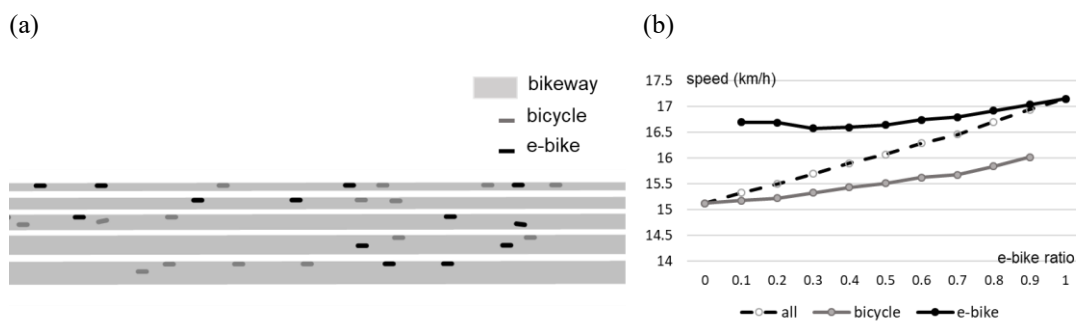 (a)
bikeway
bicycle
e-bike
(b)
speed (km/h)
17.5
17
16.5
16
15.5
15
14.5
14
e-bike ratio
0 0.1 0.2 0.3 0.4 0.5 0.6 0.7 0.8 0.9 1
all bicycle e-bike